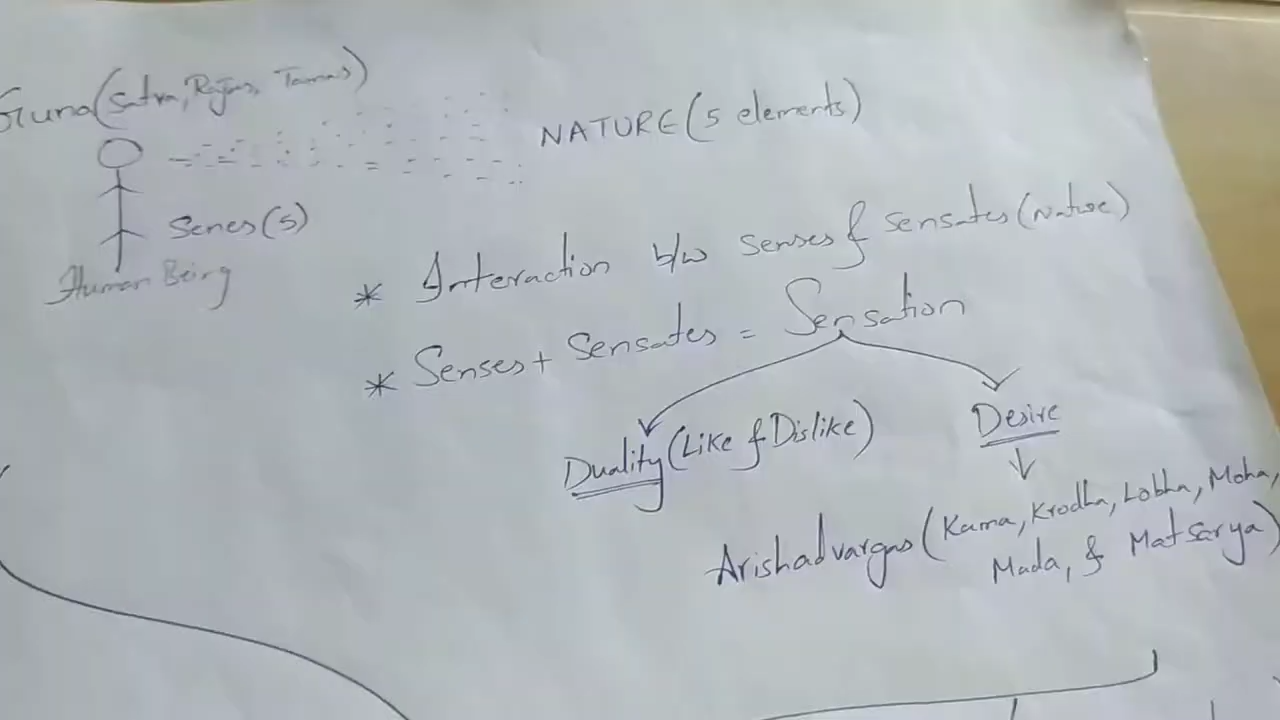 Guna(Satva, Rajas, Tamas)
NATURE(5 elements)
Senes(5)
Human Being
* Interaction b/w senses & sensates(Nature)
* Senses + Sensates = Sensation
Duality(Like & Dislike)
Desire
Arishadvargas(Kama, Krodha, Lobha, Moha,
Mada, & Matsarya)